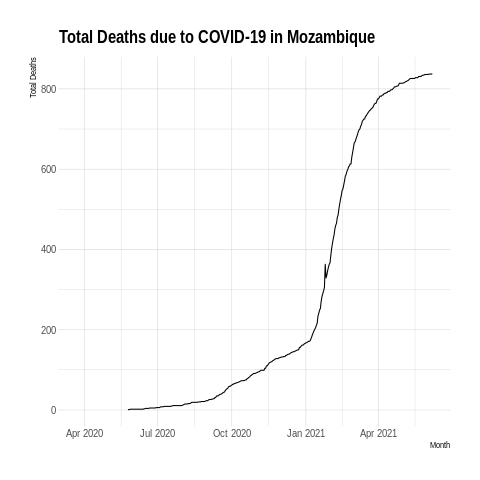 Total Deaths due to COVID-19 in Mozambique
Total Deaths
800
600
400
200
0
Apr 2020 Jul 2020 Oct 2020 Jan 2021 Apr 2021
Month